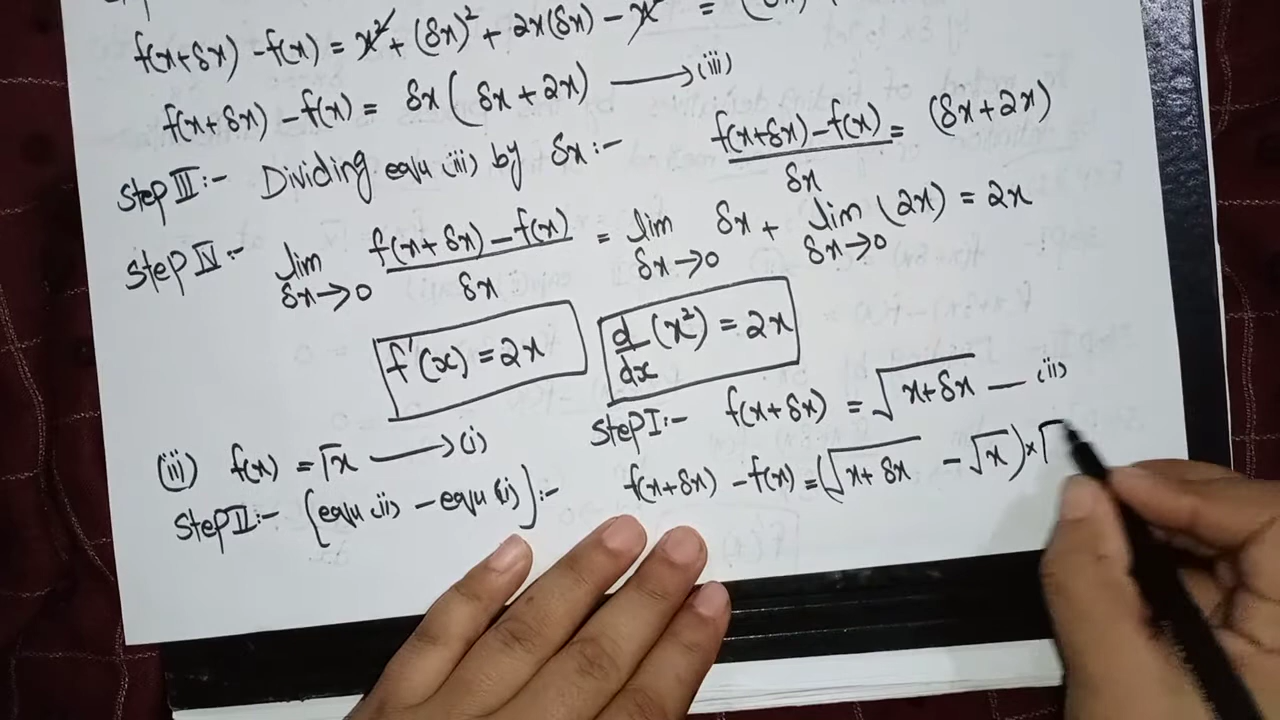 f(x+δx) - f(x) = x² + (δx)² + 2x(δx) - x² = (δx
f(x+δx) - f(x) = δx ( δx + 2x) ⟶ (iii)
Step III:- Dividing equ (iii) by δx :- f(x+δx) - f(x) / δx = (δx + 2x)
Step IV:- lim δx→0 f(x+δx) - f(x) / δx = lim δx→0 δx + lim δx→0 (2x) = 2x
f'(x) = 2x d/dx (x²) = 2x
(ii) f(x) = √x ⟶ (i) Step I:- f(x+δx) = √x+δx — (ii)
Step II:- {equ (ii) - equ (i)} :- f(x+δx) - f(x) = (√x+δx - √x) × √